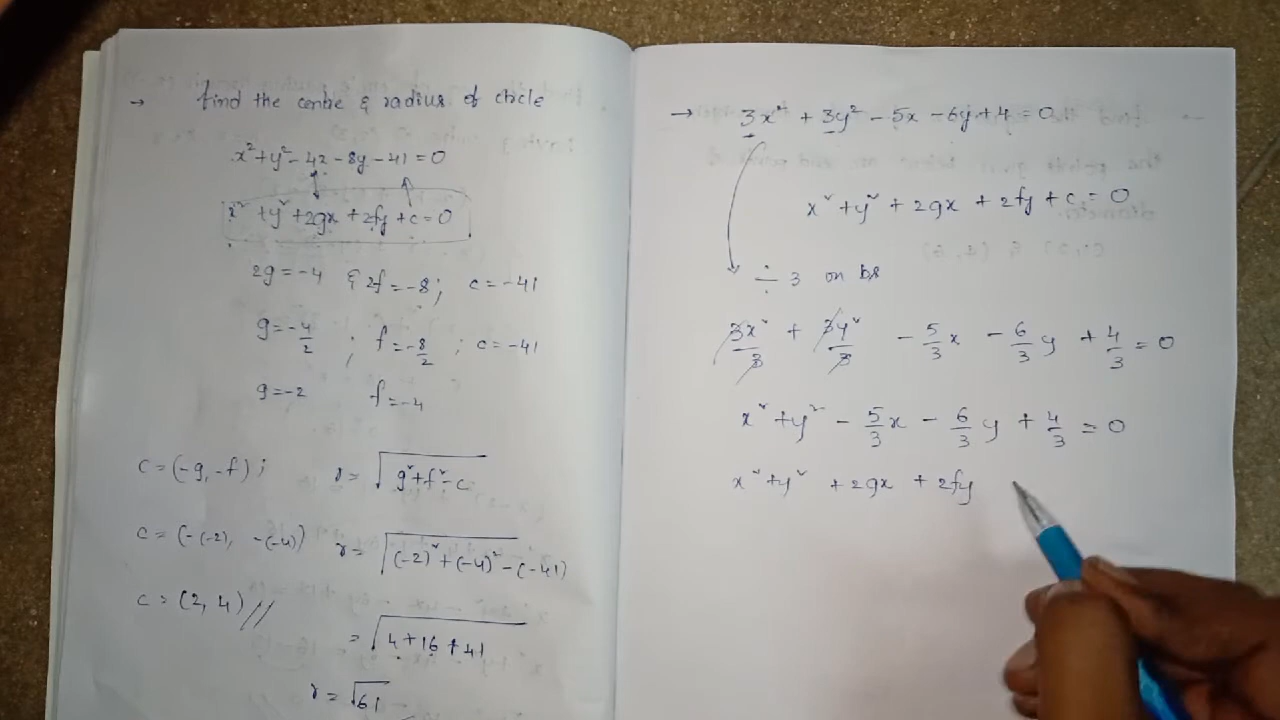 → find the centre & radius of circle
x² + y² - 4x - 8y - 41 = 0
x² + y² + 2gx + 2fy + c = 0
2g = -4 & 2f = -8; c = -41
g = -4/2 ; f = -8/2 ; c = -41
g = -2 f = -4
c = (-g, -f); r = √(g² + f² - c)
c = (-(-2), -(-4)) r = √((-2)² + (-4)² - (-41))
c = (2, 4) //
= √(4 + 16 + 41)
r = √61
→ 3x² + 3y² - 5x - 6y + 4 = 0
x² + y² + 2gx + 2fy + c = 0
÷ 3 on bs
3x²/3 + 3y²/3 - 5/3 x - 6/3 y + 4/3 = 0
x² + y² - 5/3 x - 6/3 y + 4/3 = 0
x² + y² + 2gx + 2fy